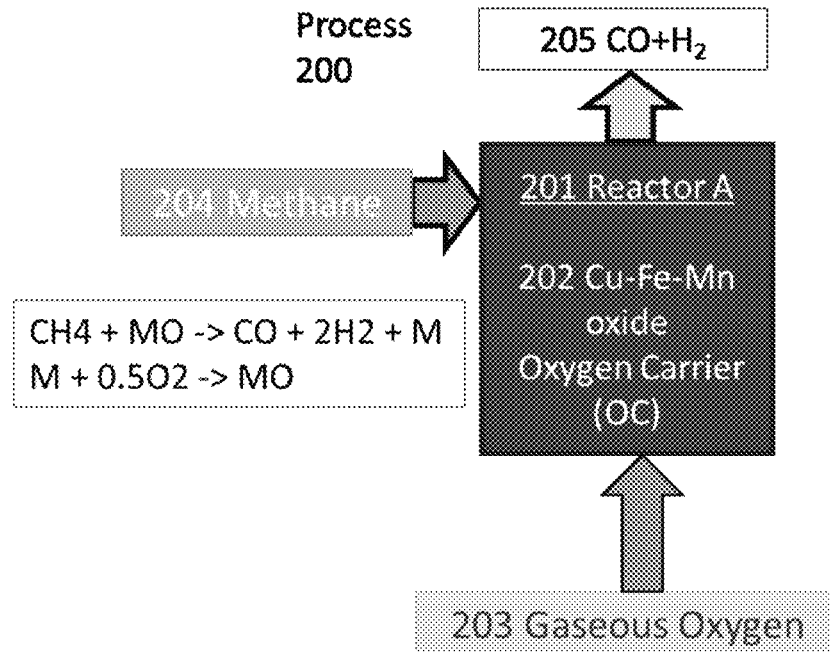 Process
200
205 CO+H₂
204 Methane
201 Reactor A
202 Cu-Fe-Mn
oxide
Oxygen Carrier
(OC)
CH4 + MO -> CO + 2H2 + M
M + 0.5O2 -> MO
203 Gaseous Oxygen